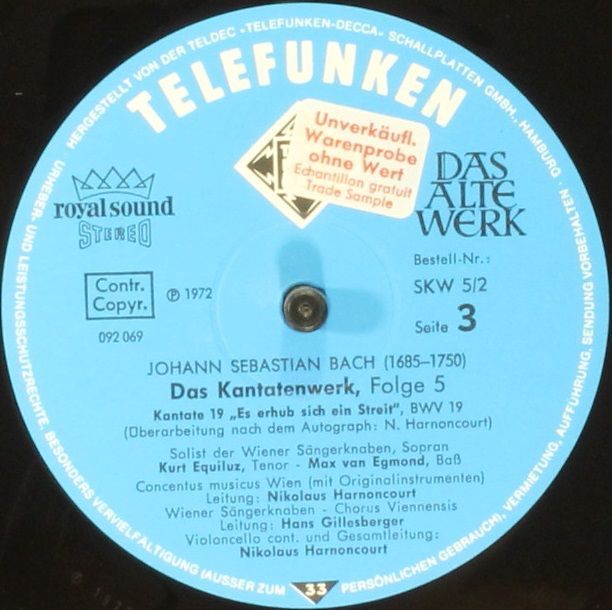 HERGESTELLT VON DER TELDEC »TELEFUNKEN-DECCA« SCHALLPLATTEN GMBH., HAMBURG ·
URHEBER- UND LEISTUNGSSCHUTZRECHTE, BESONDERS VERVIELFÄLTIGUNG (AUSSER ZUM PERSÖNLICHEN GEBRAUCH), VERMIETUNG, AUFFÜHRUNG, SENDUNG VORBEHALTEN ·
TELEFUNKEN
Unverkäufl.
Warenprobe
ohne Wert
Echantillon gratuit
Trade Sample
royal sound
STEREO
DAS
ALTE
WERK
Bestell-Nr.:
SKW 5/2
Seite 3
Contr.
Copyr.
℗ 1972
092 069
JOHANN SEBASTIAN BACH (1685–1750)
Das Kantatenwerk, Folge 5
Kantate 19 „Es erhub sich ein Streit“, BWV 19
(Überarbeitung nach dem Autograph: N. Harnoncourt)
Solist der Wiener Sängerknaben, Sopran
Kurt Equiluz, Tenor – Max van Egmond, Baß
Concentus musicus Wien (mit Originalinstrumenten)
Leitung: Nikolaus Harnoncourt
Wiener Sängerknaben - Chorus Viennensis
Leitung: Hans Gillesberger
Violoncello cont. und Gesamtleitung:
Nikolaus Harnoncourt
33